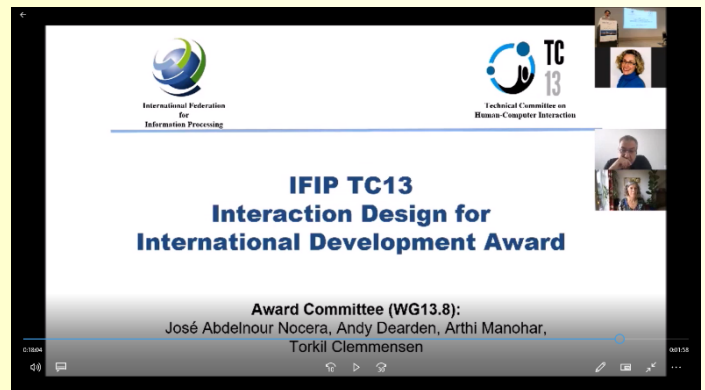 International Federation
for
Information Processing
TC
13
Technical Committee on
Human-Computer Interaction
IFIP TC13
Interaction Design for
International Development Award
Award Committee (WG13.8):
José Abdelnour Nocera, Andy Dearden, Arthi Manohar,
Torkil Clemmensen
0:18:04
0:01:58
10
30